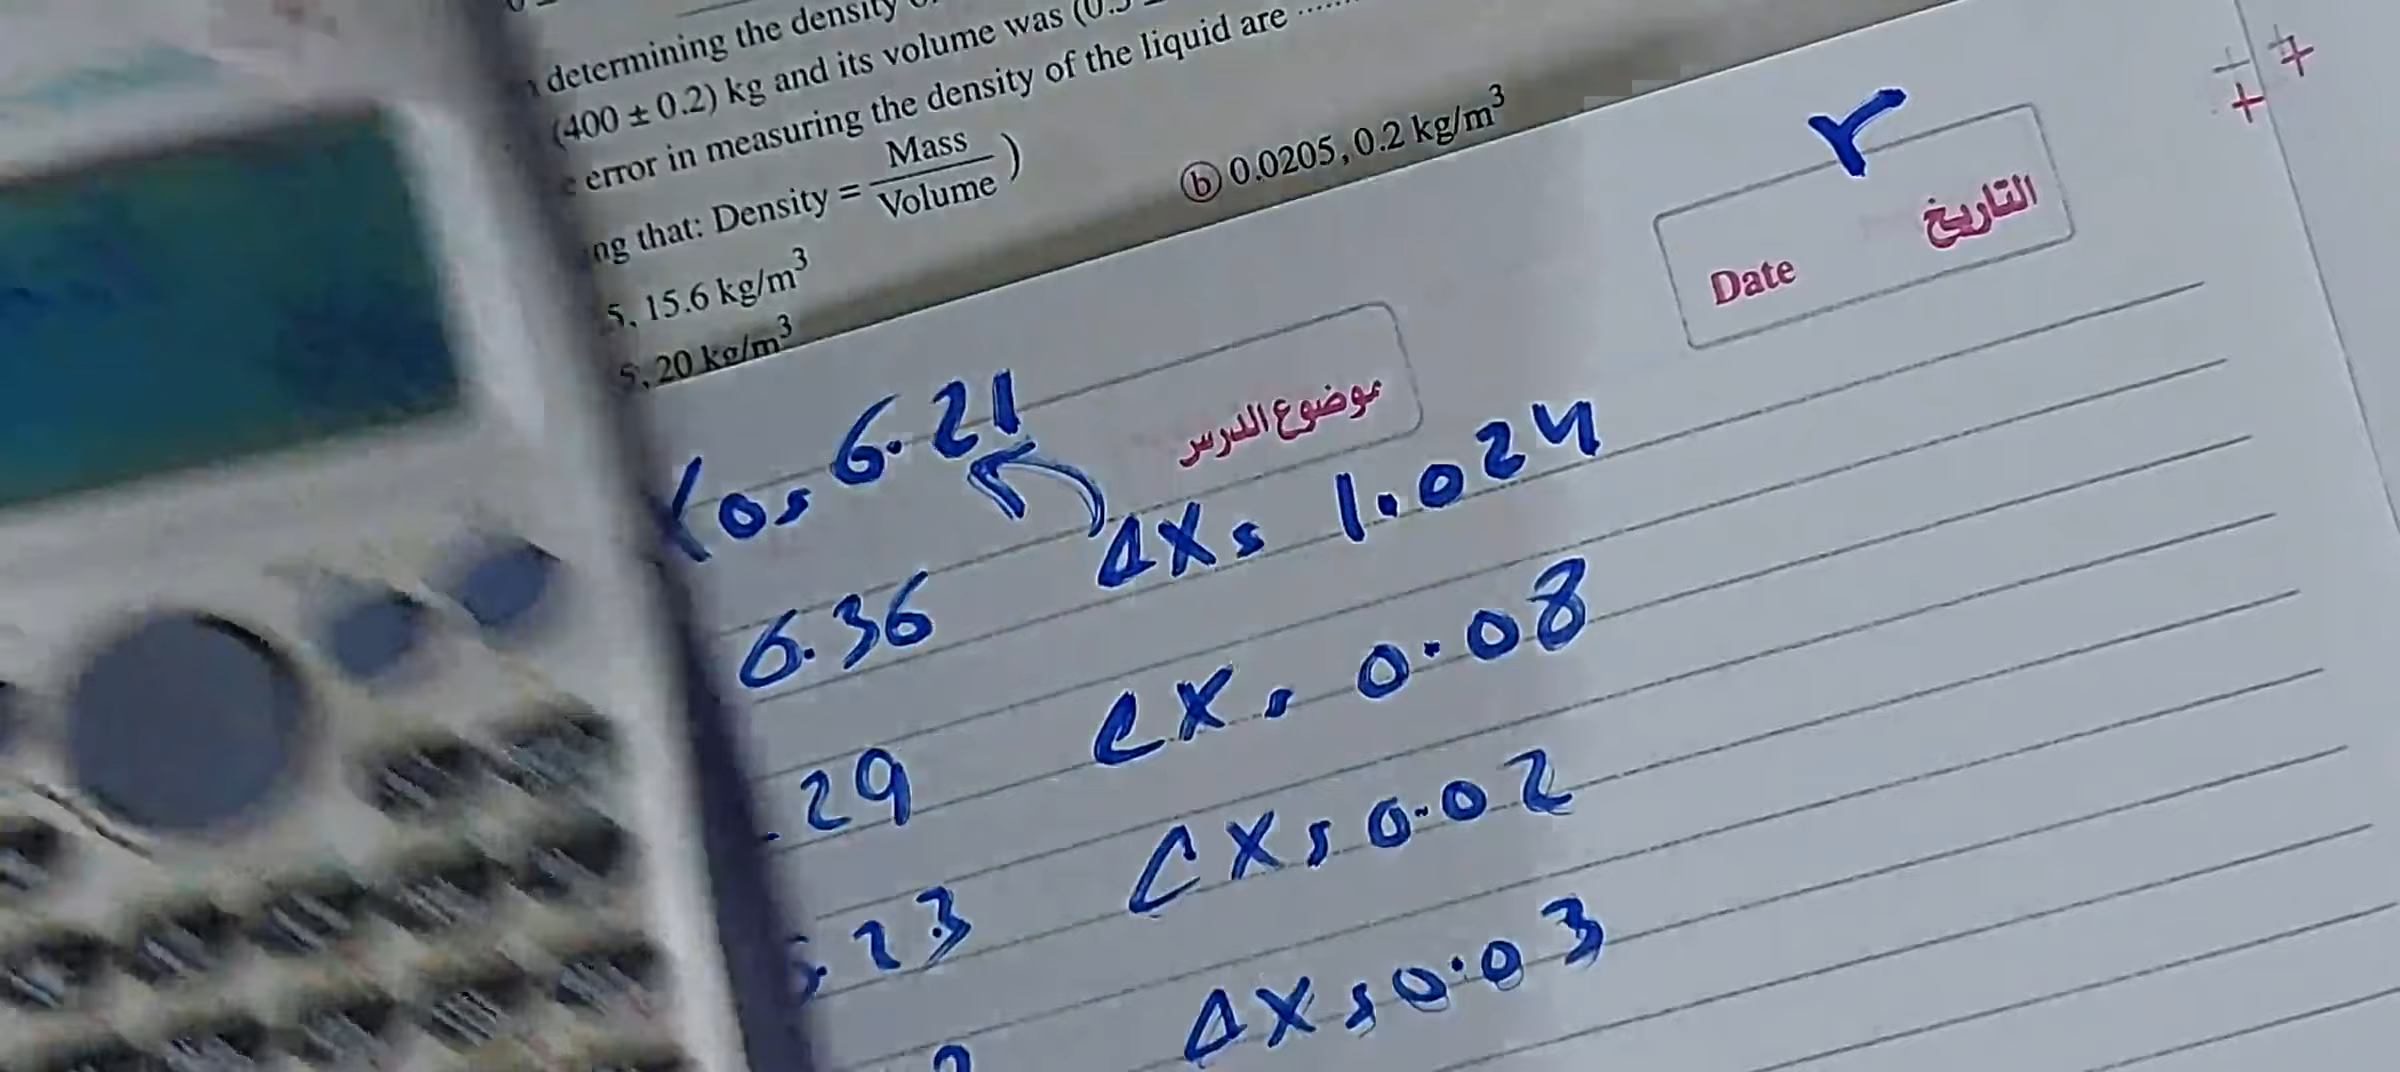 determining the density
(400 ± 0.2) kg and its volume was (0.5
error in measuring the density of the liquid are ........
that: Density = Mass / Volume )
5, 15.6 kg/m³
ⓑ 0.0205, 0.2 kg/m³
5, 20 kg/m³
٢
التاريخ
Date
موضوع الدرس
6.21
ΔX = 1.024
6.36
ΔX = 0.08
.29
ΔX = 0.02
.23
ΔX = 0.03